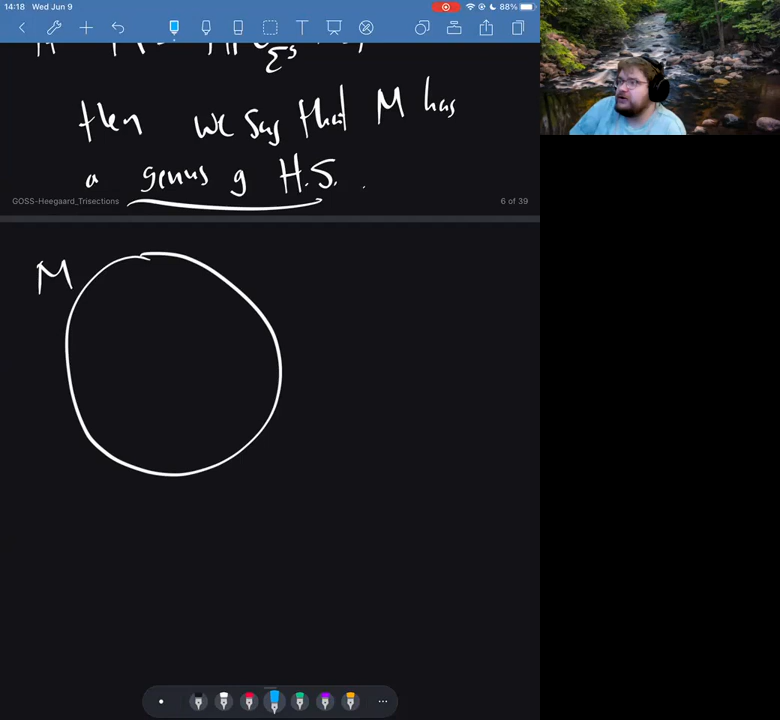 14:18 Wed Jun 9
88%
then we say that M has
a genus g H.S.
GOSS-Heegaard_Trisections
6 of 39
M
T